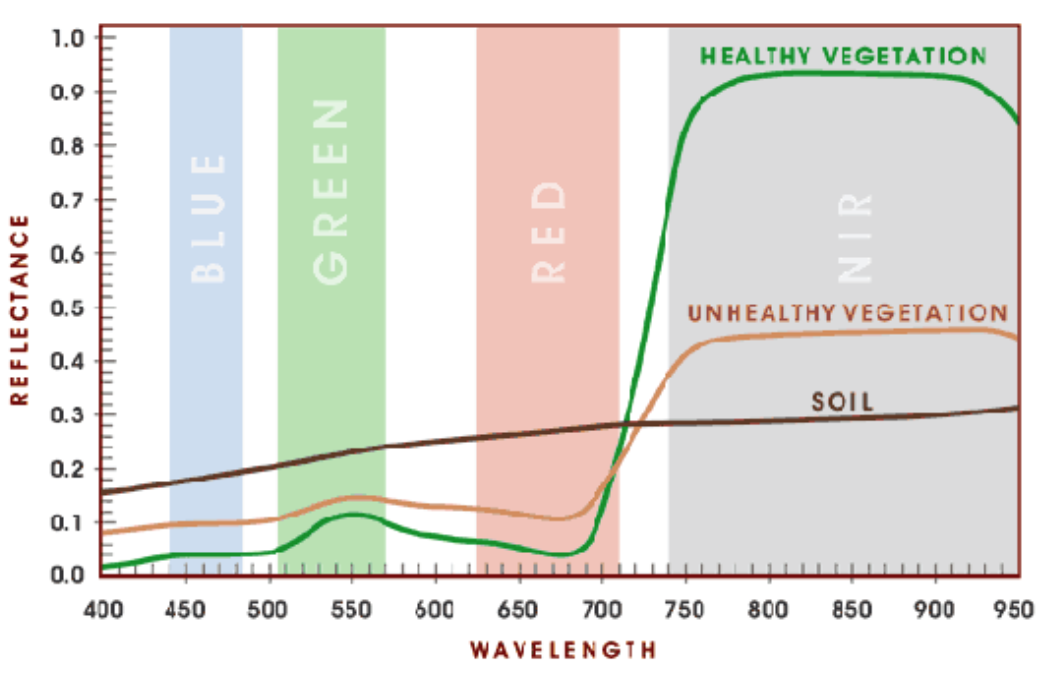 1.0
0.9
0.8
0.7
0.6
0.5
0.4
0.3
0.2
0.1
0.0
REFLECTANCE
BLUE
GREEN
RED
NIR
HEALTHY VEGETATION
UNHEALTHY VEGETATION
SOIL
400 450 500 550 600 650 700 750 800 850 900 950
WAVELENGTH